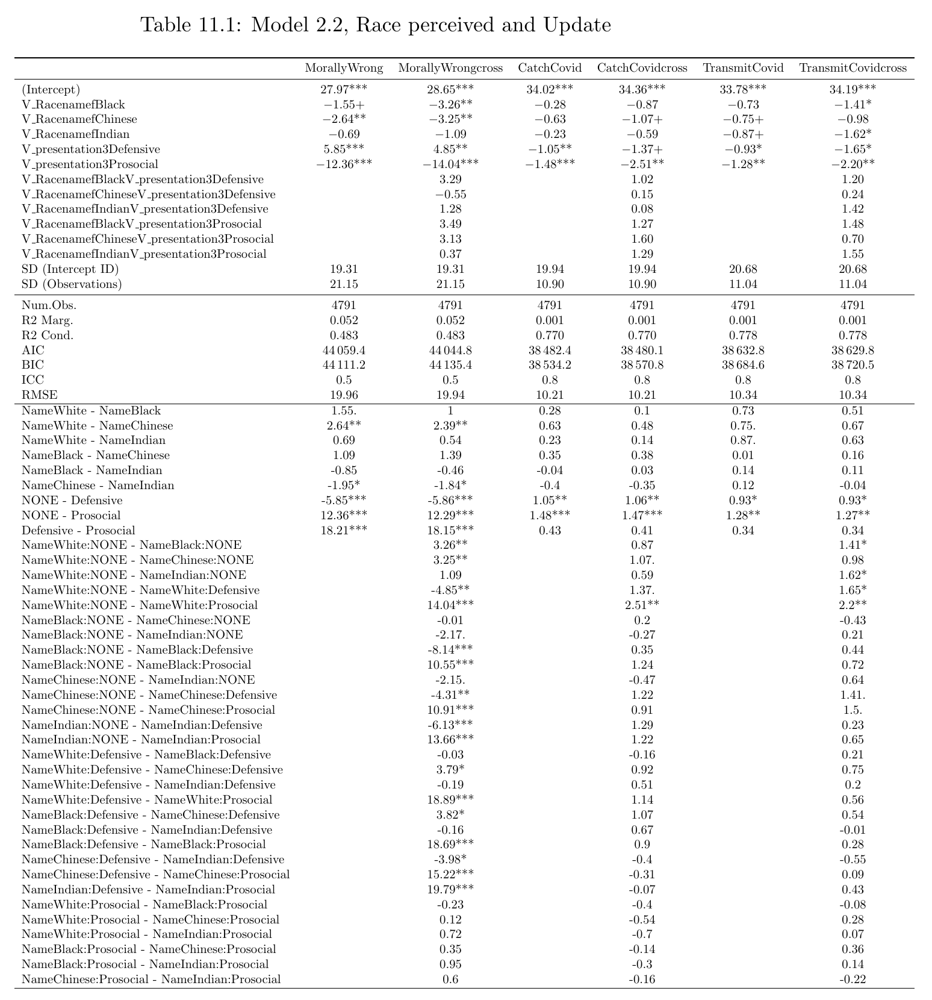 Table 11.1: Model 2.2, Race perceived and Update
MorallyWrong MorallyWrongcross CatchCovid CatchCovidcross TransmitCovid TransmitCovidcross
(Intercept) 27.97*** 28.65*** 34.02*** 34.36*** 33.78*** 34.19***
V_RacenamefBlack −1.55+ −3.26** −0.28 −0.87 −0.73 −1.41*
V_RacenamefChinese −2.64** −3.25** −0.63 −1.07+ −0.75+ −0.98
V_RacenamefIndian −0.69 −1.09 −0.23 −0.59 −0.87+ −1.62*
V_presentation3Defensive 5.85*** 4.85** −1.05** −1.37+ −0.93* −1.65*
V_presentation3Prosocial −12.36*** −14.04*** −1.48*** −2.51** −1.28** −2.20**
V_RacenamefBlackV_presentation3Defensive 3.29 1.02 1.20
V_RacenamefChineseV_presentation3Defensive −0.55 0.15 0.24
V_RacenamefIndianV_presentation3Defensive 1.28 0.08 1.42
V_RacenamefBlackV_presentation3Prosocial 3.49 1.27 1.48
V_RacenamefChineseV_presentation3Prosocial 3.13 1.60 0.70
V_RacenamefIndianV_presentation3Prosocial 0.37 1.29 1.55
SD (Intercept ID) 19.31 19.31 19.94 19.94 20.68 20.68
SD (Observations) 21.15 21.15 10.90 10.90 11.04 11.04
Num.Obs. 4791 4791 4791 4791 4791 4791
R2 Marg. 0.052 0.052 0.001 0.001 0.001 0.001
R2 Cond. 0.483 0.483 0.770 0.770 0.778 0.778
AIC 44 059.4 44 044.8 38 482.4 38 480.1 38 632.8 38 629.8
BIC 44 111.2 44 135.4 38 534.2 38 570.8 38 684.6 38 720.5
ICC 0.5 0.5 0.8 0.8 0.8 0.8
RMSE 19.96 19.94 10.21 10.21 10.34 10.34
NameWhite - NameBlack 1.55. 1 0.28 0.1 0.73 0.51
NameWhite - NameChinese 2.64** 2.39** 0.63 0.48 0.75. 0.67
NameWhite - NameIndian 0.69 0.54 0.23 0.14 0.87. 0.63
NameBlack - NameChinese 1.09 1.39 0.35 0.38 0.01 0.16
NameBlack - NameIndian -0.85 -0.46 -0.04 0.03 0.14 0.11
NameChinese - NameIndian -1.95* -1.84* -0.4 -0.35 0.12 -0.04
NONE - Defensive -5.85*** -5.86*** 1.05** 1.06** 0.93* 0.93*
NONE - Prosocial 12.36*** 12.29*** 1.48*** 1.47*** 1.28** 1.27**
Defensive - Prosocial 18.21*** 18.15*** 0.43 0.41 0.34 0.34
NameWhite:NONE - NameBlack:NONE 3.26** 0.87 1.41*
NameWhite:NONE - NameChinese:NONE 3.25** 1.07. 0.98
NameWhite:NONE - NameIndian:NONE 1.09 0.59 1.62*
NameWhite:NONE - NameWhite:Defensive -4.85** 1.37. 1.65*
NameWhite:NONE - NameWhite:Prosocial 14.04*** 2.51** 2.2**
NameBlack:NONE - NameChinese:NONE -0.01 0.2 -0.43
NameBlack:NONE - NameIndian:NONE -2.17. -0.27 0.21
NameBlack:NONE - NameBlack:Defensive -8.14*** 0.35 0.44
NameBlack:NONE - NameBlack:Prosocial 10.55*** 1.24 0.72
NameChinese:NONE - NameIndian:NONE -2.15. -0.47 0.64
NameChinese:NONE - NameChinese:Defensive -4.31** 1.22 1.41.
NameChinese:NONE - NameChinese:Prosocial 10.91*** 0.91 1.5.
NameIndian:NONE - NameIndian:Defensive -6.13*** 1.29 0.23
NameIndian:NONE - NameIndian:Prosocial 13.66*** 1.22 0.65
NameWhite:Defensive - NameBlack:Defensive -0.03 -0.16 0.21
NameWhite:Defensive - NameChinese:Defensive 3.79* 0.92 0.75
NameWhite:Defensive - NameIndian:Defensive -0.19 0.51 0.2
NameWhite:Defensive - NameWhite:Prosocial 18.89*** 1.14 0.56
NameBlack:Defensive - NameChinese:Defensive 3.82* 1.07 0.54
NameBlack:Defensive - NameIndian:Defensive -0.16 0.67 -0.01
NameBlack:Defensive - NameBlack:Prosocial 18.69*** 0.9 0.28
NameChinese:Defensive - NameIndian:Defensive -3.98* -0.4 -0.55
NameChinese:Defensive - NameChinese:Prosocial 15.22*** -0.31 0.09
NameIndian:Defensive - NameIndian:Prosocial 19.79*** -0.07 0.43
NameWhite:Prosocial - NameBlack:Prosocial -0.23 -0.4 -0.08
NameWhite:Prosocial - NameChinese:Prosocial 0.12 -0.54 0.28
NameWhite:Prosocial - NameIndian:Prosocial 0.72 -0.7 0.07
NameBlack:Prosocial - NameChinese:Prosocial 0.35 -0.14 0.36
NameBlack:Prosocial - NameIndian:Prosocial 0.95 -0.3 0.14
NameChinese:Prosocial - NameIndian:Prosocial 0.6 -0.16 -0.22